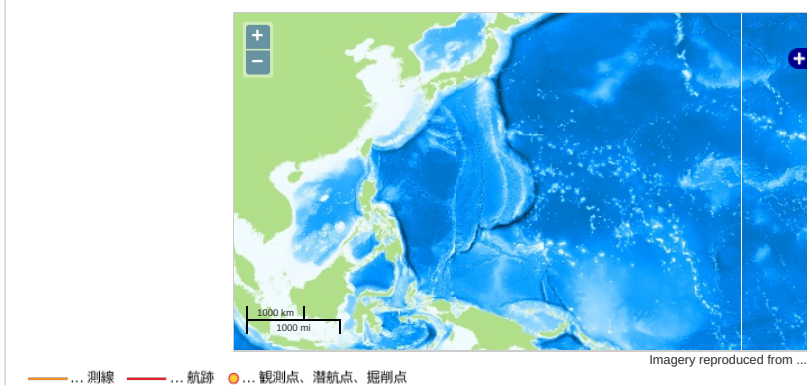 +
−
+
1000 km
1000 mi
Imagery reproduced from ...
... 測線 ... 航跡 ... 観測点、潜航点、掘削点